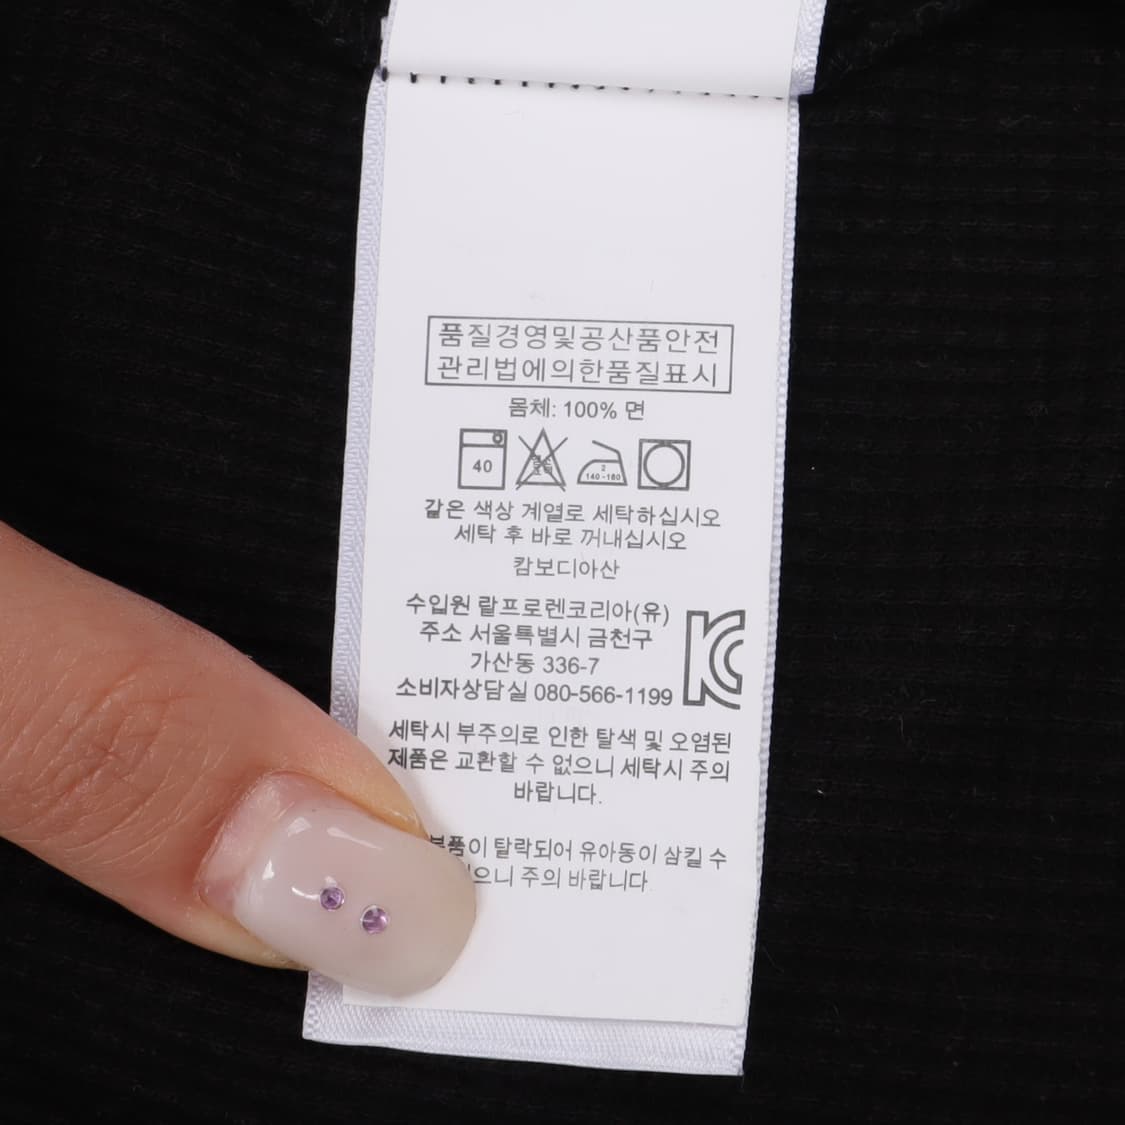 품질경영및공산품안전
관리법에의한품질표시
몸체: 100% 면
40
2
140-160
같은 색상 계열로 세탁하십시오
세탁 후 바로 꺼내십시오
캄보디아산
수입원 랄프로렌코리아(유)
주소 서울특별시 금천구
가산동 336-7
소비자상담실 080-566-1199
KC
세탁시 부주의로 인한 탈색 및 오염된
제품은 교환할 수 없으니 세탁시 주의
바랍니다.
탈락되어 유아동이 삼킬 수
주의 바랍니다